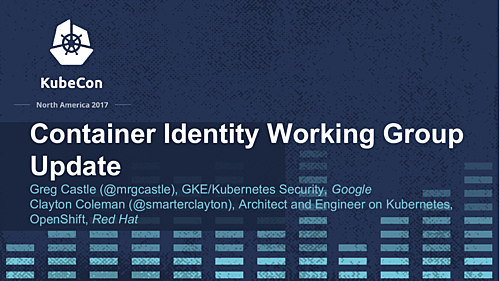 KubeCon
North America 2017
Container Identity Working Group
Update
Greg Castle (@mrgcastle), GKE/Kubernetes Security, Google
Clayton Coleman (@smarterclayton), Architect and Engineer on Kubernetes,
OpenShift, Red Hat